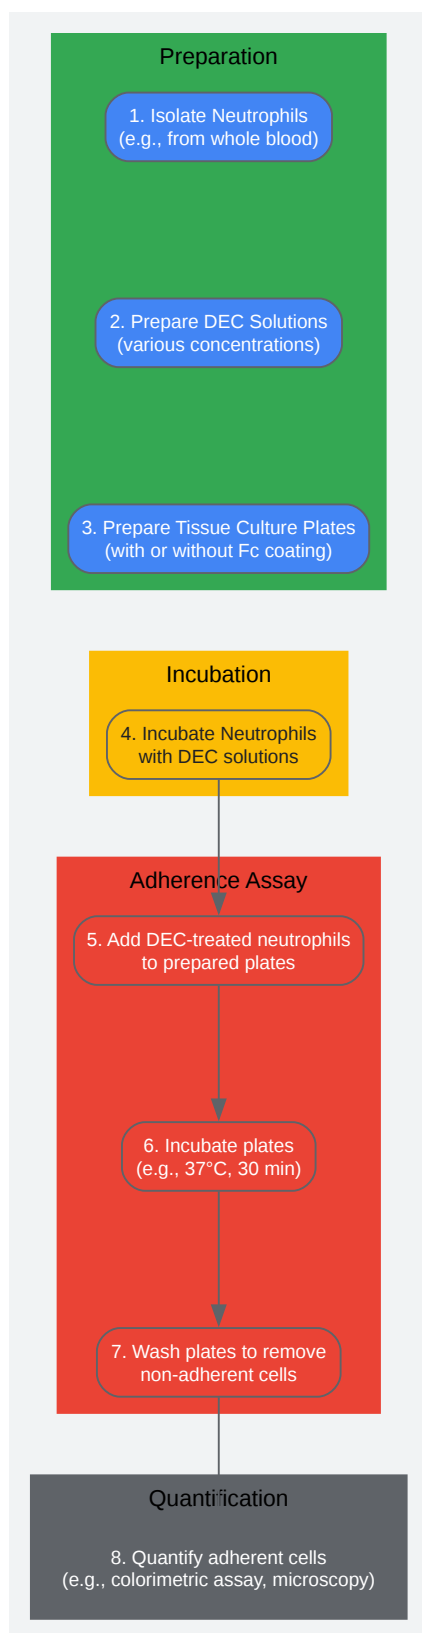 Preparation
1. Isolate Neutrophils
(e.g., from whole blood)
2. Prepare DEC Solutions
(various concentrations)
3. Prepare Tissue Culture Plates
(with or without Fc coating)
Incubation
4. Incubate Neutrophils
with DEC solutions
Adherence Assay
5. Add DEC-treated neutrophils
to prepared plates
6. Incubate plates
(e.g., 37°C, 30 min)
7. Wash plates to remove
non-adherent cells
Quantification
8. Quantify adherent cells
(e.g., colorimetric assay, microscopy)